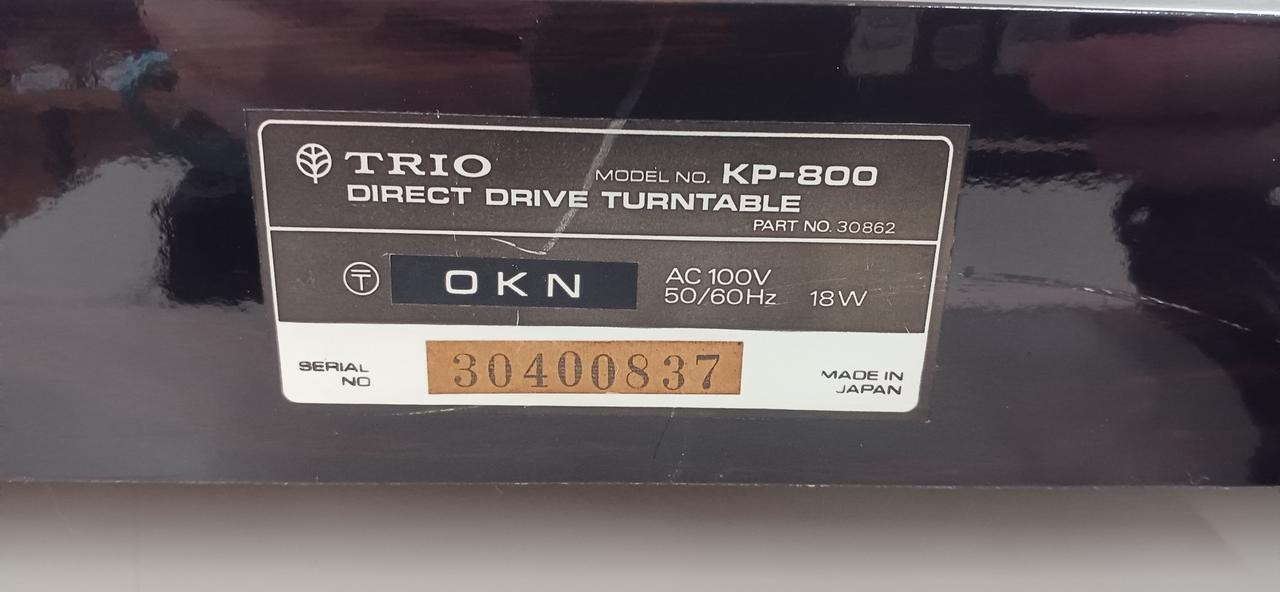 TRIO MODEL NO. KP-800
DIRECT DRIVE TURNTABLE
PART NO. 30862
〒 OKN AC 100V
50/60Hz 18W
SERIAL NO 30400837
MADE IN
JAPAN